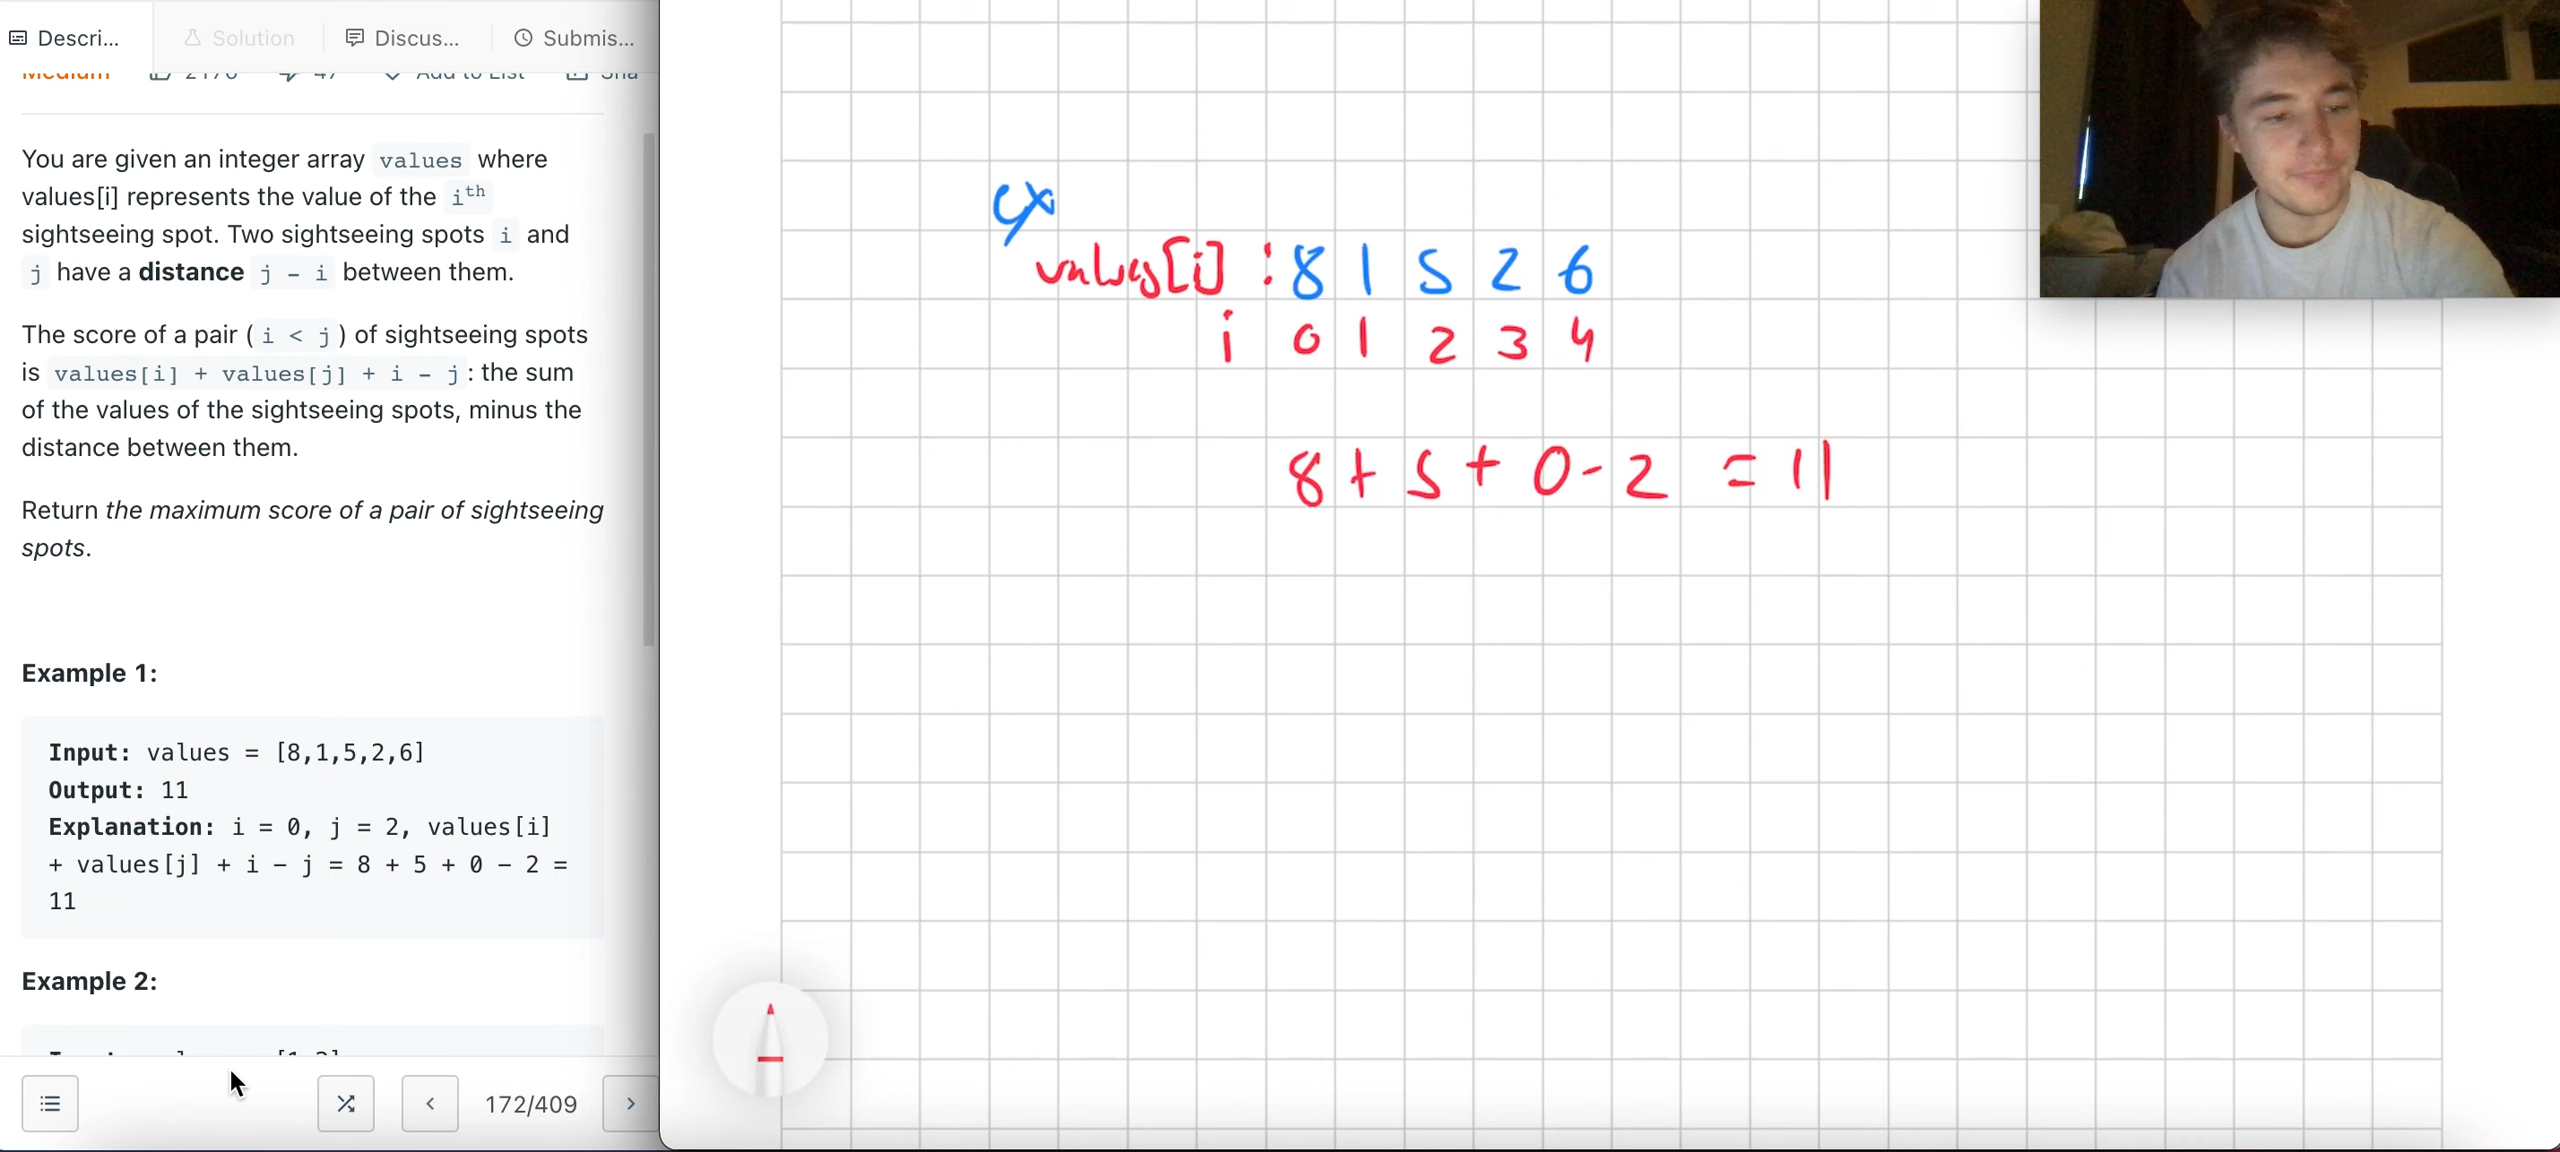 Descri...
Solution
Discus...
Submis...
Medium
Add to List
You are given an integer array values where
values[i] represents the value of the ith
sightseeing spot. Two sightseeing spots i and
j have a distance j - i between them.
The score of a pair (i < j) of sightseeing spots
is values[i] + values[j] + i - j: the sum
of the values of the sightseeing spots, minus the
distance between them.
Return the maximum score of a pair of sightseeing
spots.
Example 1:
Input: values = [8,1,5,2,6]
Output: 11
Explanation: i = 0, j = 2, values[i]
+ values[j] + i - j = 8 + 5 + 0 - 2 =
11
Example 2:
172/409
ex
values[i] : 8 1 5 2 6
i 0 1 2 3 4
8 + 5 + 0 - 2 = 11